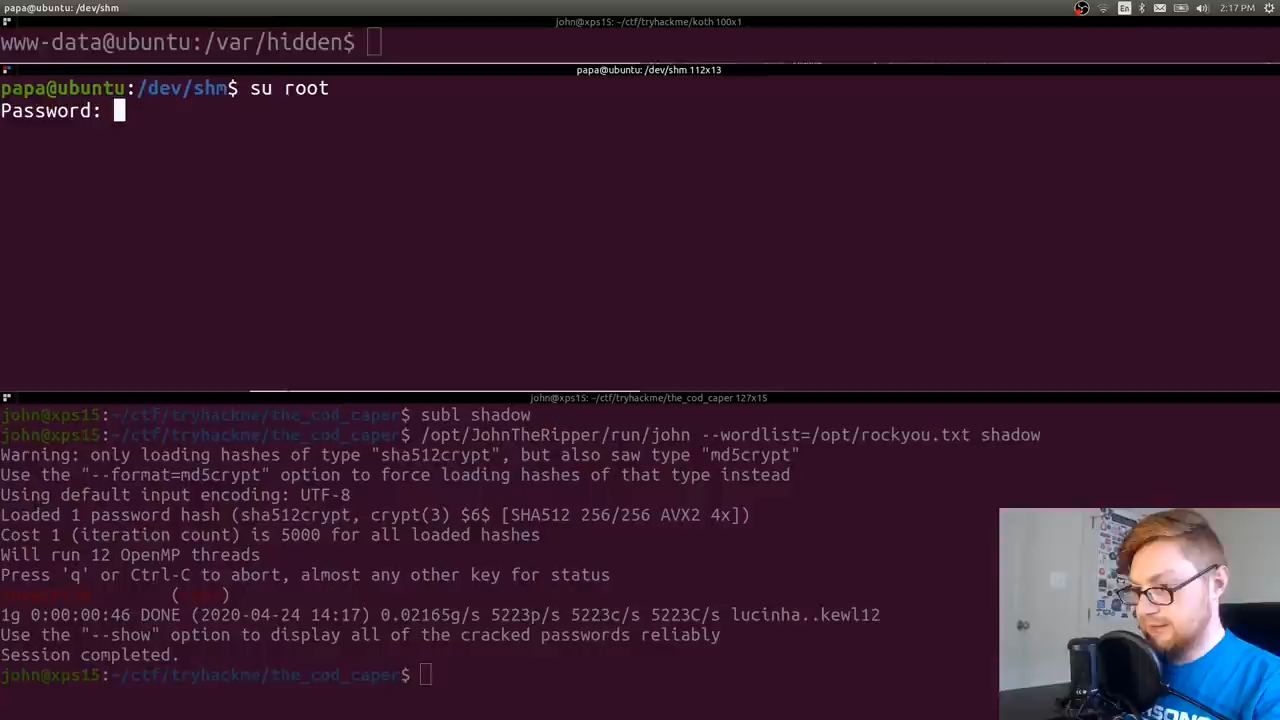 papa@ubuntu: /dev/shm
En
2:17 PM
john@xps15: ~/ctf/tryhackme/koth 100x1
www-data@ubuntu:/var/hidden$
papa@ubuntu: /dev/shm 112x13
papa@ubuntu:/dev/shm$ su root
Password:
john@xps15: ~/ctf/tryhackme/the_cod_caper 127x15
john@xps15:~/ctf/tryhackme/the_cod_caper$ subl shadow
john@xps15:~/ctf/tryhackme/the_cod_caper$ /opt/JohnTheRipper/run/john --wordlist=/opt/rockyou.txt shadow
Warning: only loading hashes of type "sha512crypt", but also saw type "md5crypt"
Use the "--format=md5crypt" option to force loading hashes of that type instead
Using default input encoding: UTF-8
Loaded 1 password hash (sha512crypt, crypt(3) $6$ [SHA512 256/256 AVX2 4x])
Cost 1 (iteration count) is 5000 for all loaded hashes
Will run 12 OpenMP threads
Press 'q' or Ctrl-C to abort, almost any other key for status
(root)
1g 0:00:00:46 DONE (2020-04-24 14:17) 0.02165g/s 5223p/s 5223c/s 5223C/s lucinha..kewl12
Use the "--show" option to display all of the cracked passwords reliably
Session completed.
john@xps15:~/ctf/tryhackme/the_cod_caper$